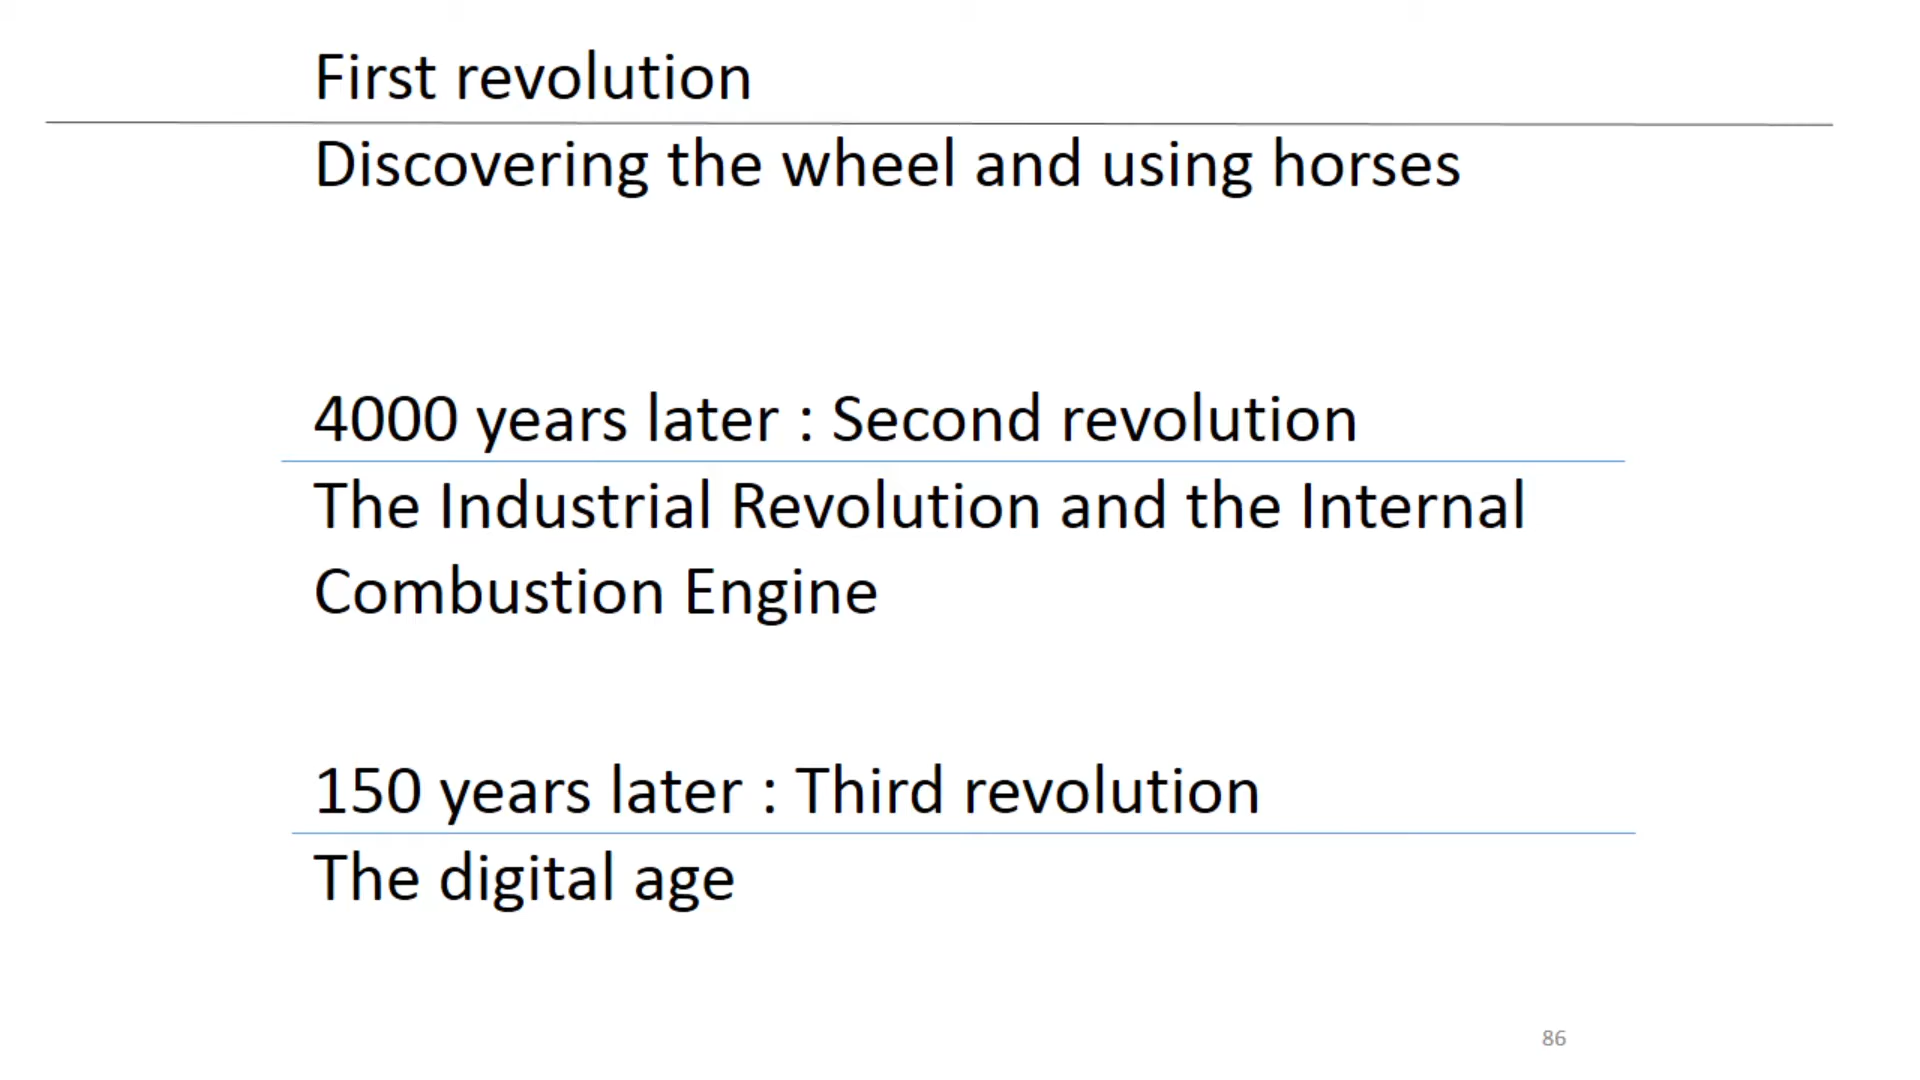 First revolution
Discovering the wheel and using horses
4000 years later : Second revolution
The Industrial Revolution and the Internal
Combustion Engine
150 years later : Third revolution
The digital age
86